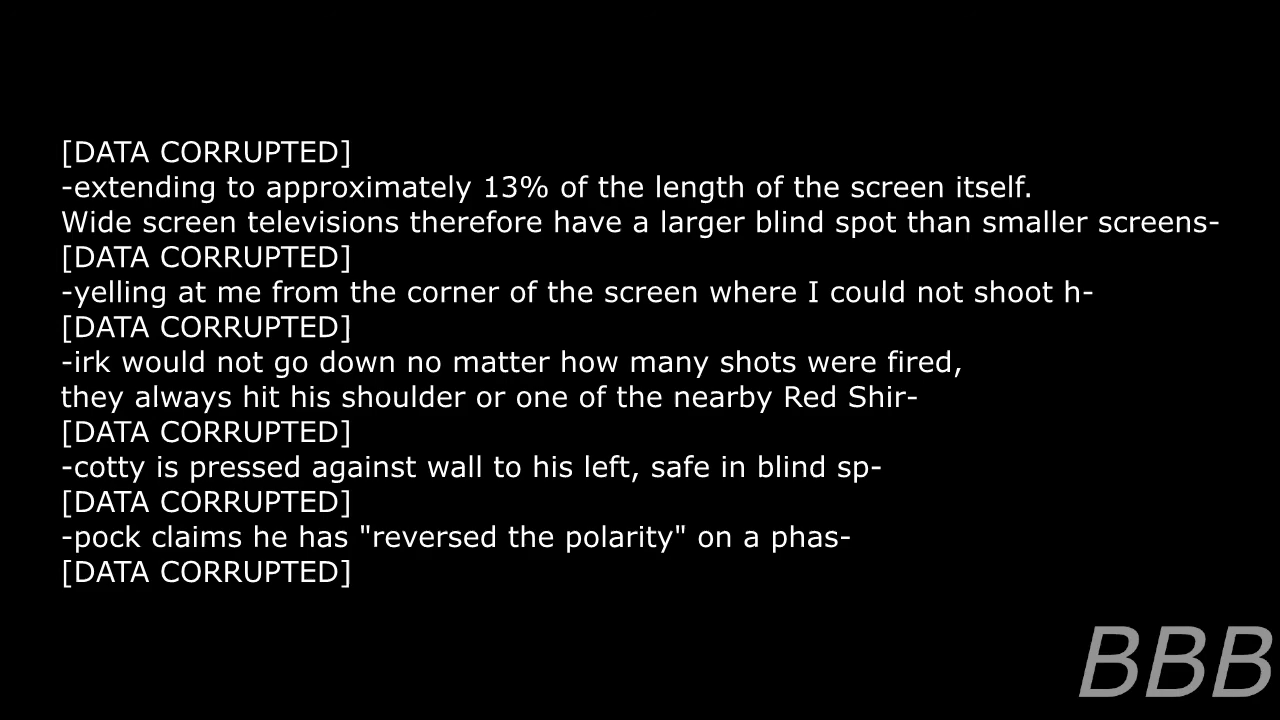 [DATA CORRUPTED]
-extending to approximately 13% of the length of the screen itself.
Wide screen televisions therefore have a larger blind spot than smaller screens-
[DATA CORRUPTED]
-yelling at me from the corner of the screen where I could not shoot h-
[DATA CORRUPTED]
-irk would not go down no matter how many shots were fired,
they always hit his shoulder or one of the nearby Red Shir-
[DATA CORRUPTED]
-cotty is pressed against wall to his left, safe in blind sp-
[DATA CORRUPTED]
-pock claims he has "reversed the polarity" on a phas-
[DATA CORRUPTED]
BBB